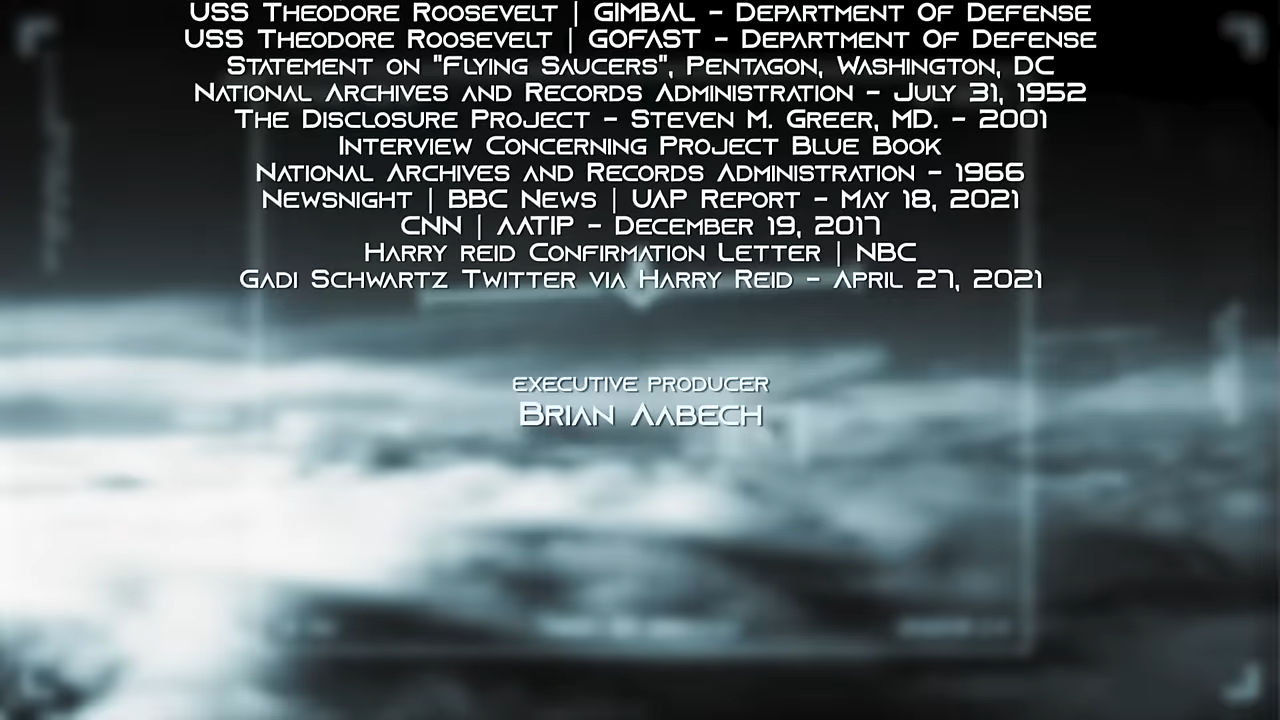 USS Theodore Roosevelt | GIMBAL – Department Of Defense
USS Theodore Roosevelt | GOFAST – Department Of Defense
Statement on "Flying Saucers", Pentagon, Washington, DC
National Archives and Records Administration – July 31, 1952
The Disclosure Project – Steven M. Greer, MD. – 2001
Interview Concerning Project Blue Book
National Archives and Records Administration – 1966
Newsnight | BBC News | UAP Report – May 18, 2021
CNN | AATIP – December 19, 2017
Harry reid Confirmation Letter | NBC
Gadi Schwartz Twitter via Harry Reid – April 27, 2021
executive producer
Brian Aabech